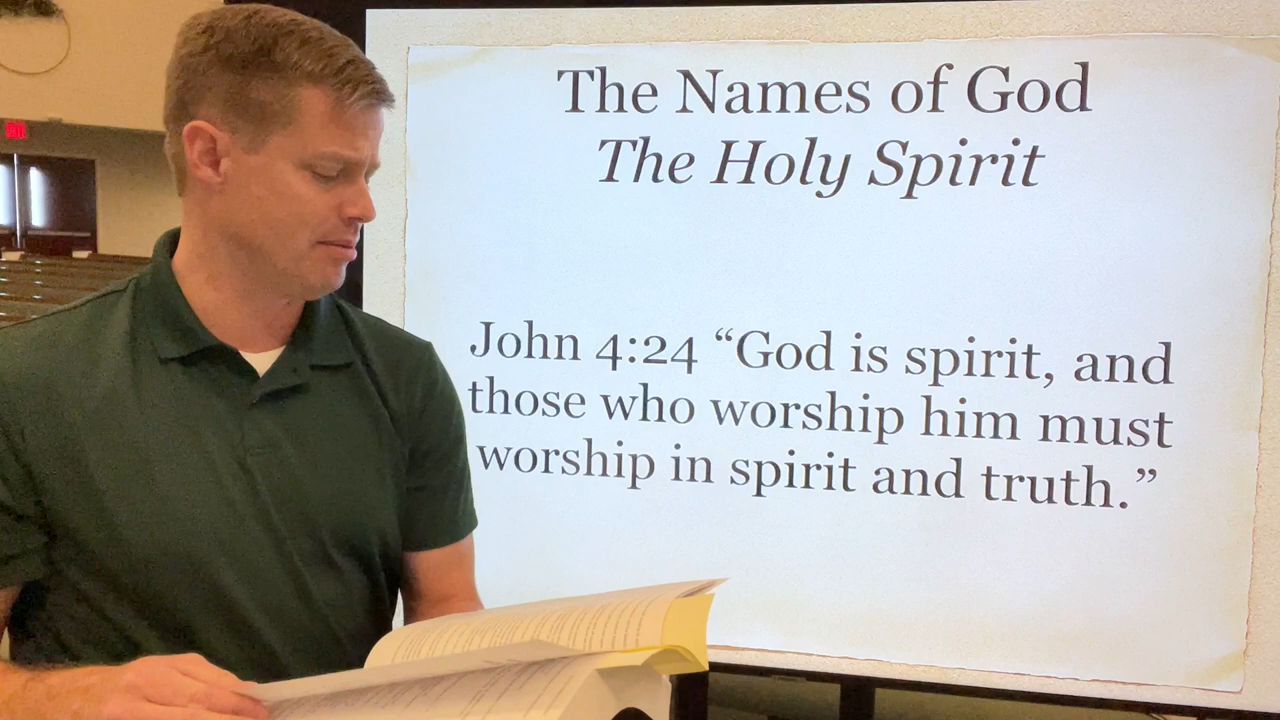 The Names of God
The Holy Spirit
John 4:24 “God is spirit, and
those who worship him must
worship in spirit and truth.”
EXIT